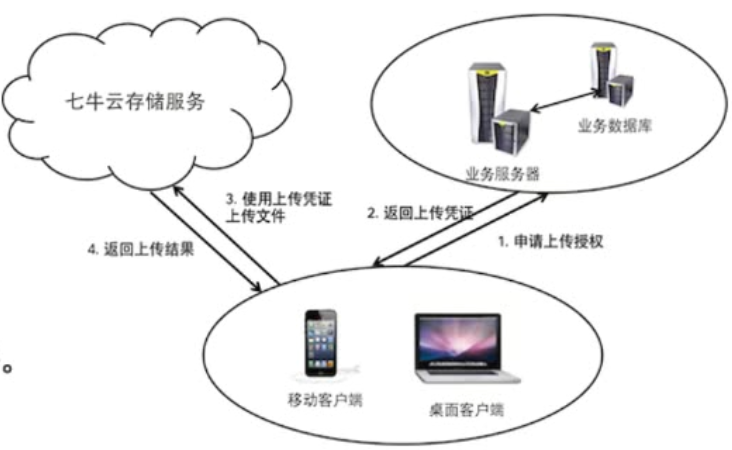 七牛云存储服务
业务数据库
业务服务器
3. 使用上传凭证
上传文件
2. 返回上传凭证
1. 申请上传授权
4. 返回上传结果
。
移动客户端
桌面客户端